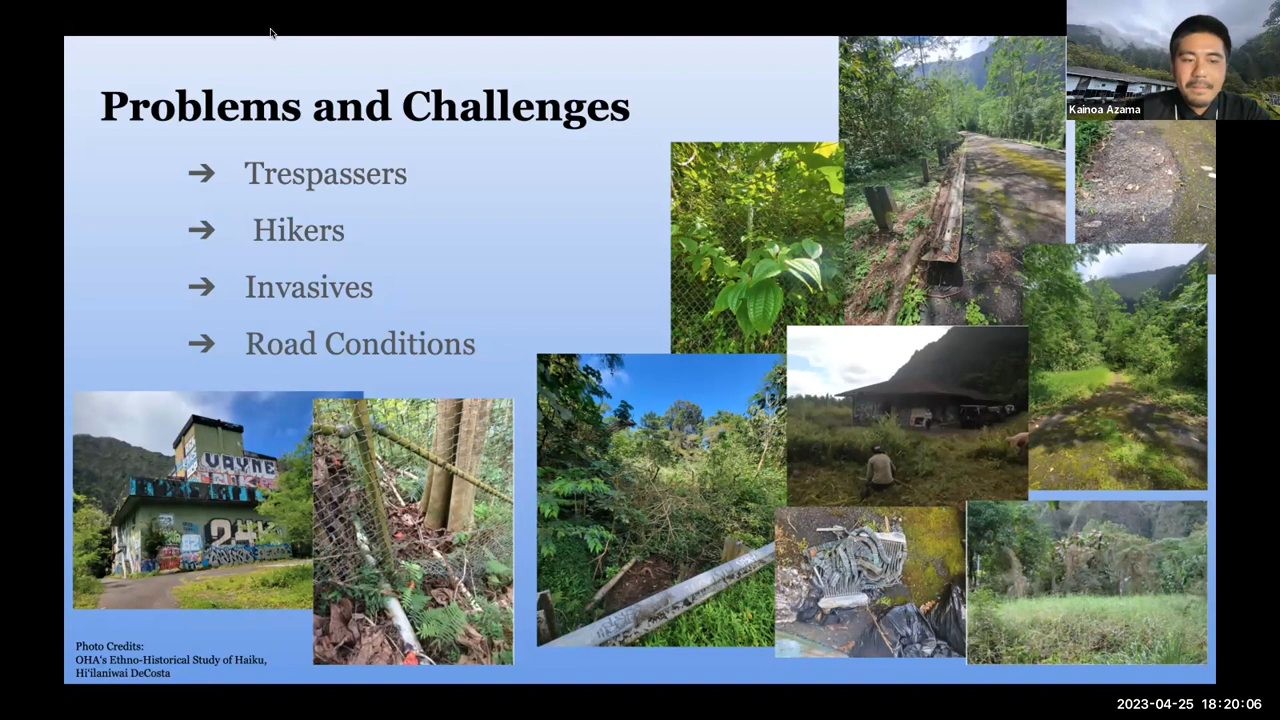 Problems and Challenges
➔ Trespassers
➔ Hikers
➔ Invasives
➔ Road Conditions
Kainoa Azama
VAYNE
Photo Credits:
OHA's Ethno-Historical Study of Haiku,
Hi'ilaniwai DeCosta
2023-04-25 18:20:06